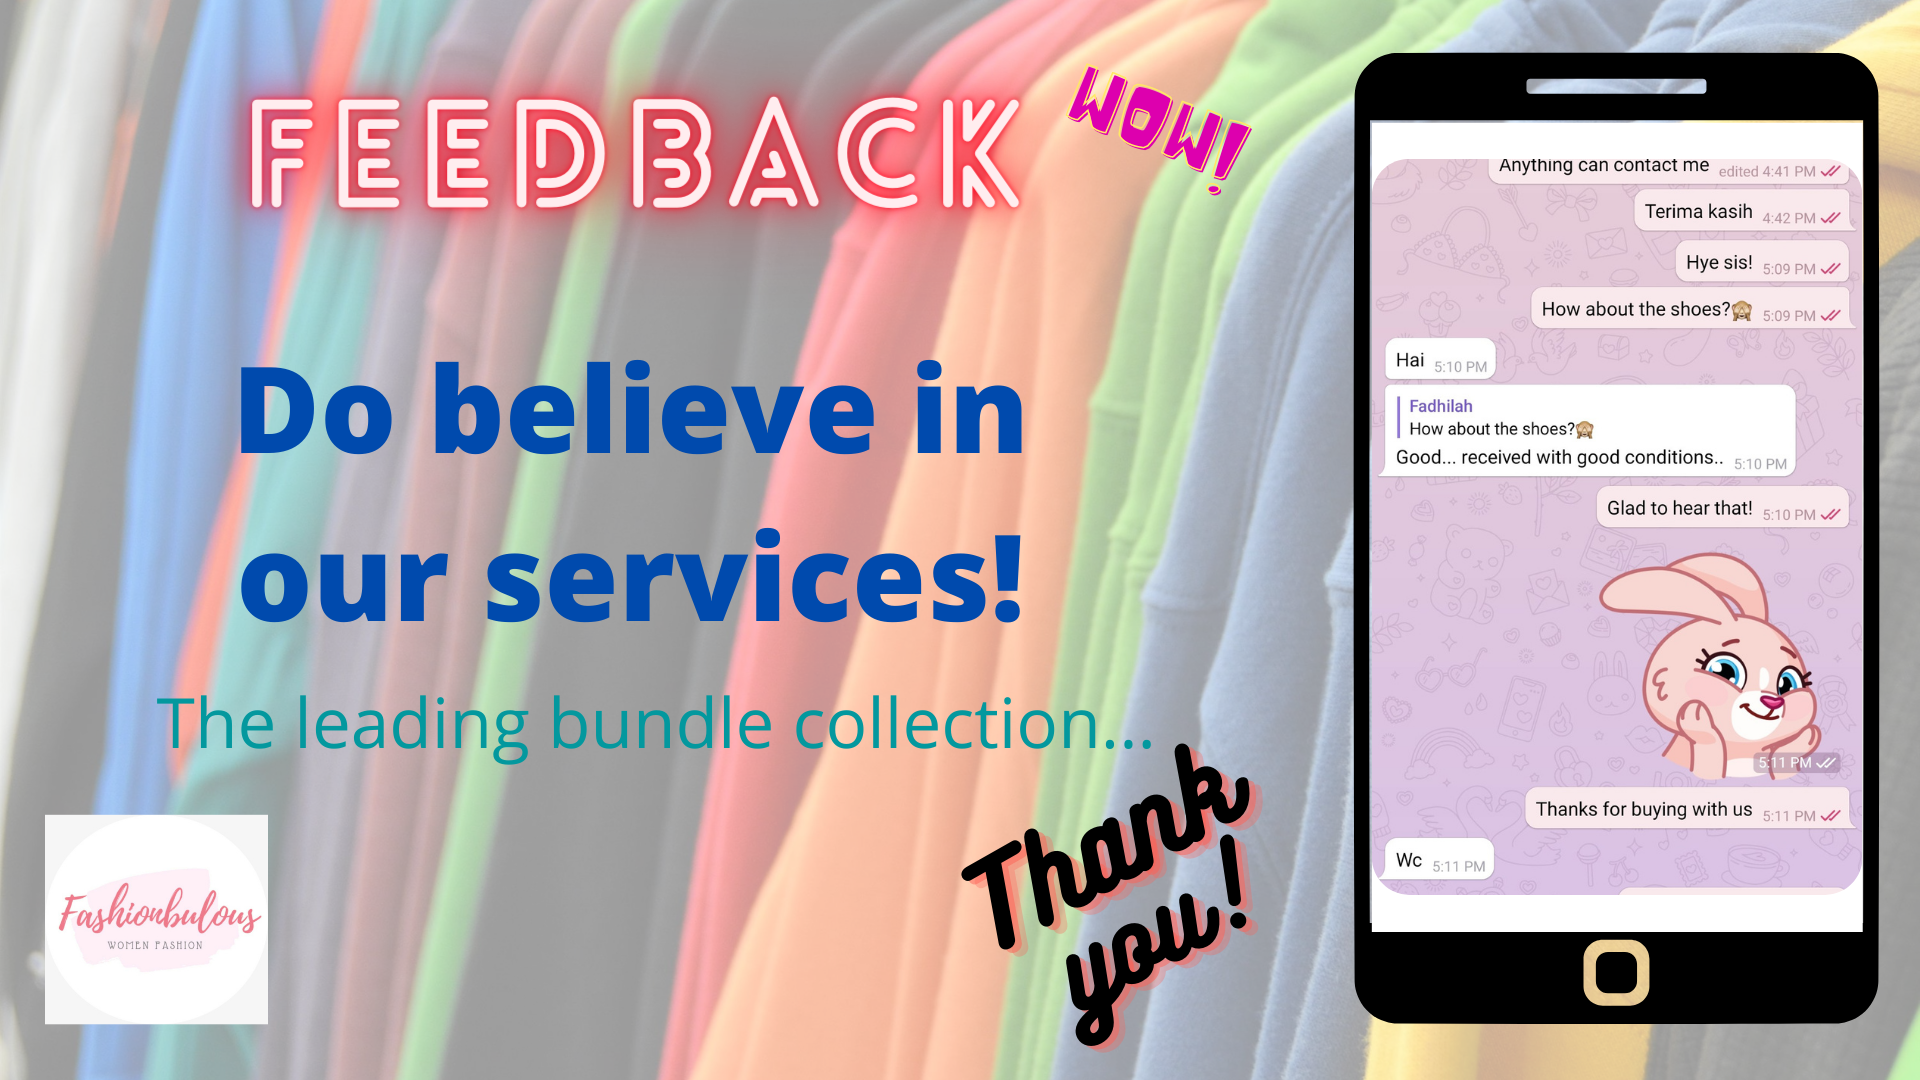 FEEDBACK
WOW!
Do believe in
our services!
The leading bundle collection...
Thank
you!
Fashionbulous
WOMEN FASHION
Anything can contact me edited 4:41 PM
Terima kasih 4:42 PM
Hye sis! 5:09 PM
How about the shoes?🙈 5:09 PM
Hai 5:10 PM
Fadhilah
How about the shoes?🙈
Good... received with good conditions.. 5:10 PM
Glad to hear that! 5:10 PM
5:11 PM
Thanks for buying with us 5:11 PM
Wc 5:11 PM